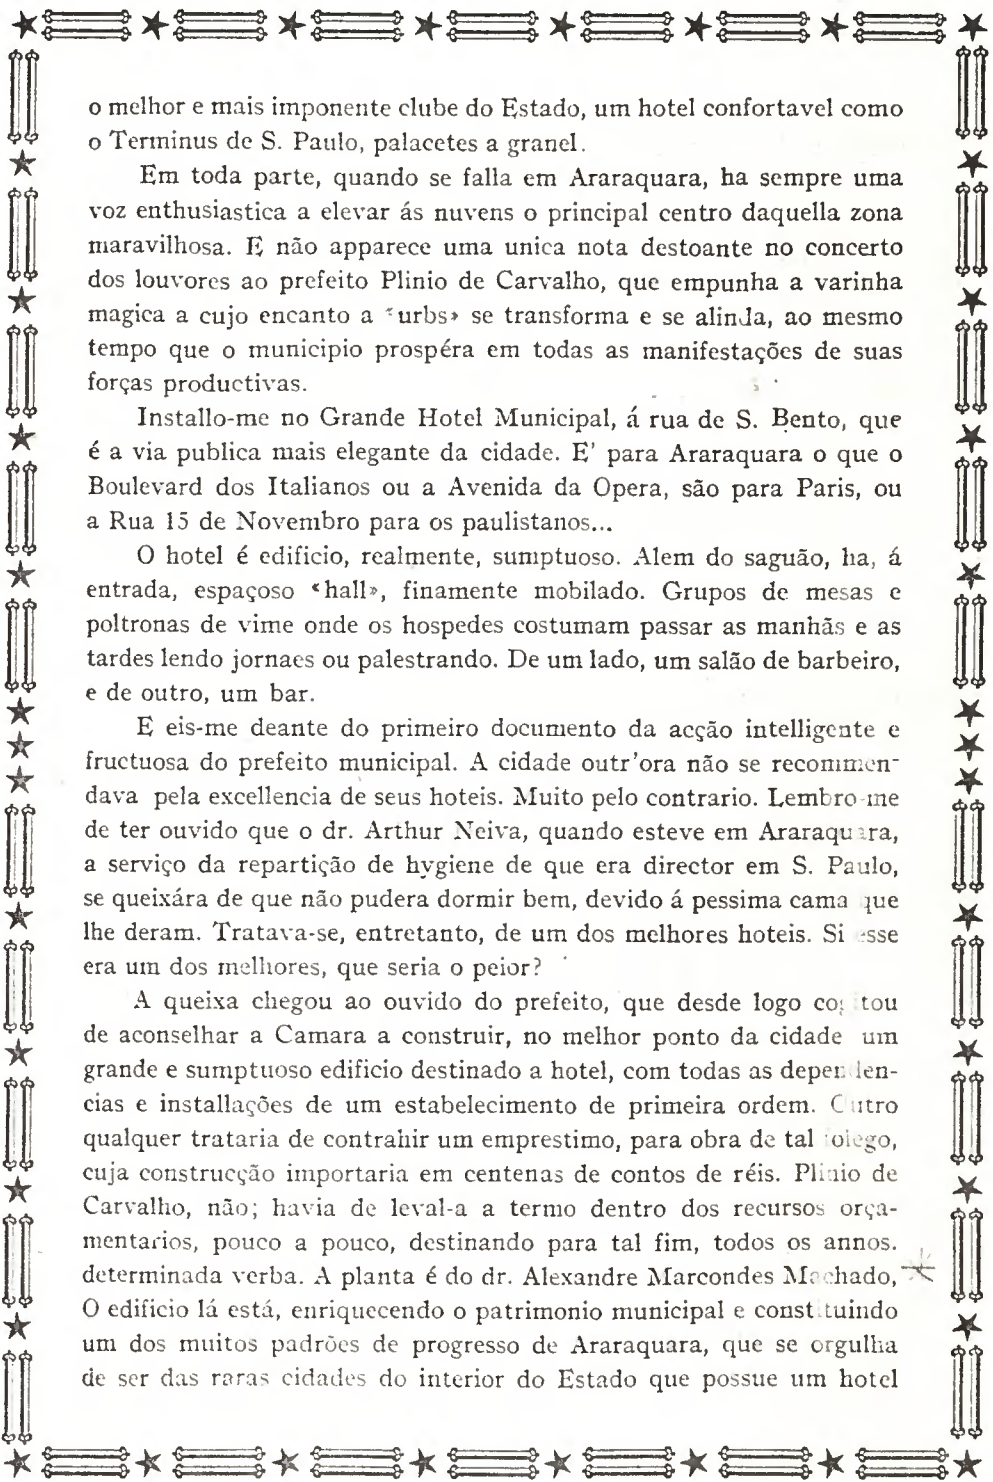 o melhor e mais imponente clube do Estado, um hotel confortavel como
o Terminus de S. Paulo, palacetes a granel.
Em toda parte, quando se falla em Araraquara, ha sempre uma
voz enthusiastica a elevar ás nuvens o principal centro daquella zona
maravilhosa. E não apparece uma unica nota destoante no concerto
dos louvores ao prefeito Plinio de Carvalho, que empunha a varinha
magica a cujo encanto a «urbs» se transforma e se alinda, ao mesmo
tempo que o municipio prospéra em todas as manifestações de suas
forças productivas.
Installo-me no Grande Hotel Municipal, á rua de S. Bento, que
é a via publica mais elegante da cidade. E' para Araraquara o que o
Boulevard dos Italianos ou a Avenida da Opera, são para Paris, ou
a Rua 15 de Novembro para os paulistanos...
O hotel é edificio, realmente, sumptuoso. Alem do saguão, ha, á
entrada, espaçoso «hall», finamente mobilado. Grupos de mesas e
poltronas de vime onde os hospedes costumam passar as manhãs e as
tardes lendo jornaes ou palestrando. De um lado, um salão de barbeiro,
e de outro, um bar.
E eis-me deante do primeiro documento da acção intelligente e
fructuosa do prefeito municipal. A cidade outr'ora não se recommen-
dava pela excellencia de seus hoteis. Muito pelo contrario. Lembro-me
de ter ouvido que o dr. Arthur Neiva, quando esteve em Araraquara,
a serviço da repartição de hygiene de que era director em S. Paulo,
se queixára de que não pudera dormir bem, devido á pessima cama que
lhe deram. Tratava-se, entretanto, de um dos melhores hoteis. Si esse
era um dos melhores, que seria o peior?
A queixa chegou ao ouvido do prefeito, que desde logo cogitou
de aconselhar a Camara a construir, no melhor ponto da cidade um
grande e sumptuoso edificio destinado a hotel, com todas as dependen-
cias e installações de um estabelecimento de primeira ordem. Outro
qualquer trataria de contrahir um emprestimo, para obra de tal folego,
cuja construcção importaria em centenas de contos de réis. Plinio de
Carvalho, não; havia de leval-a a termo dentro dos recursos orça-
mentarios, pouco a pouco, destinando para tal fim, todos os annos.
determinada verba. A planta é do dr. Alexandre Marcondes Machado,
O edificio lá está, enriquecendo o patrimonio municipal e constituindo
um dos muitos padrões de progresso de Araraquara, que se orgulha
de ser das raras cidades do interior do Estado que possue um hotel